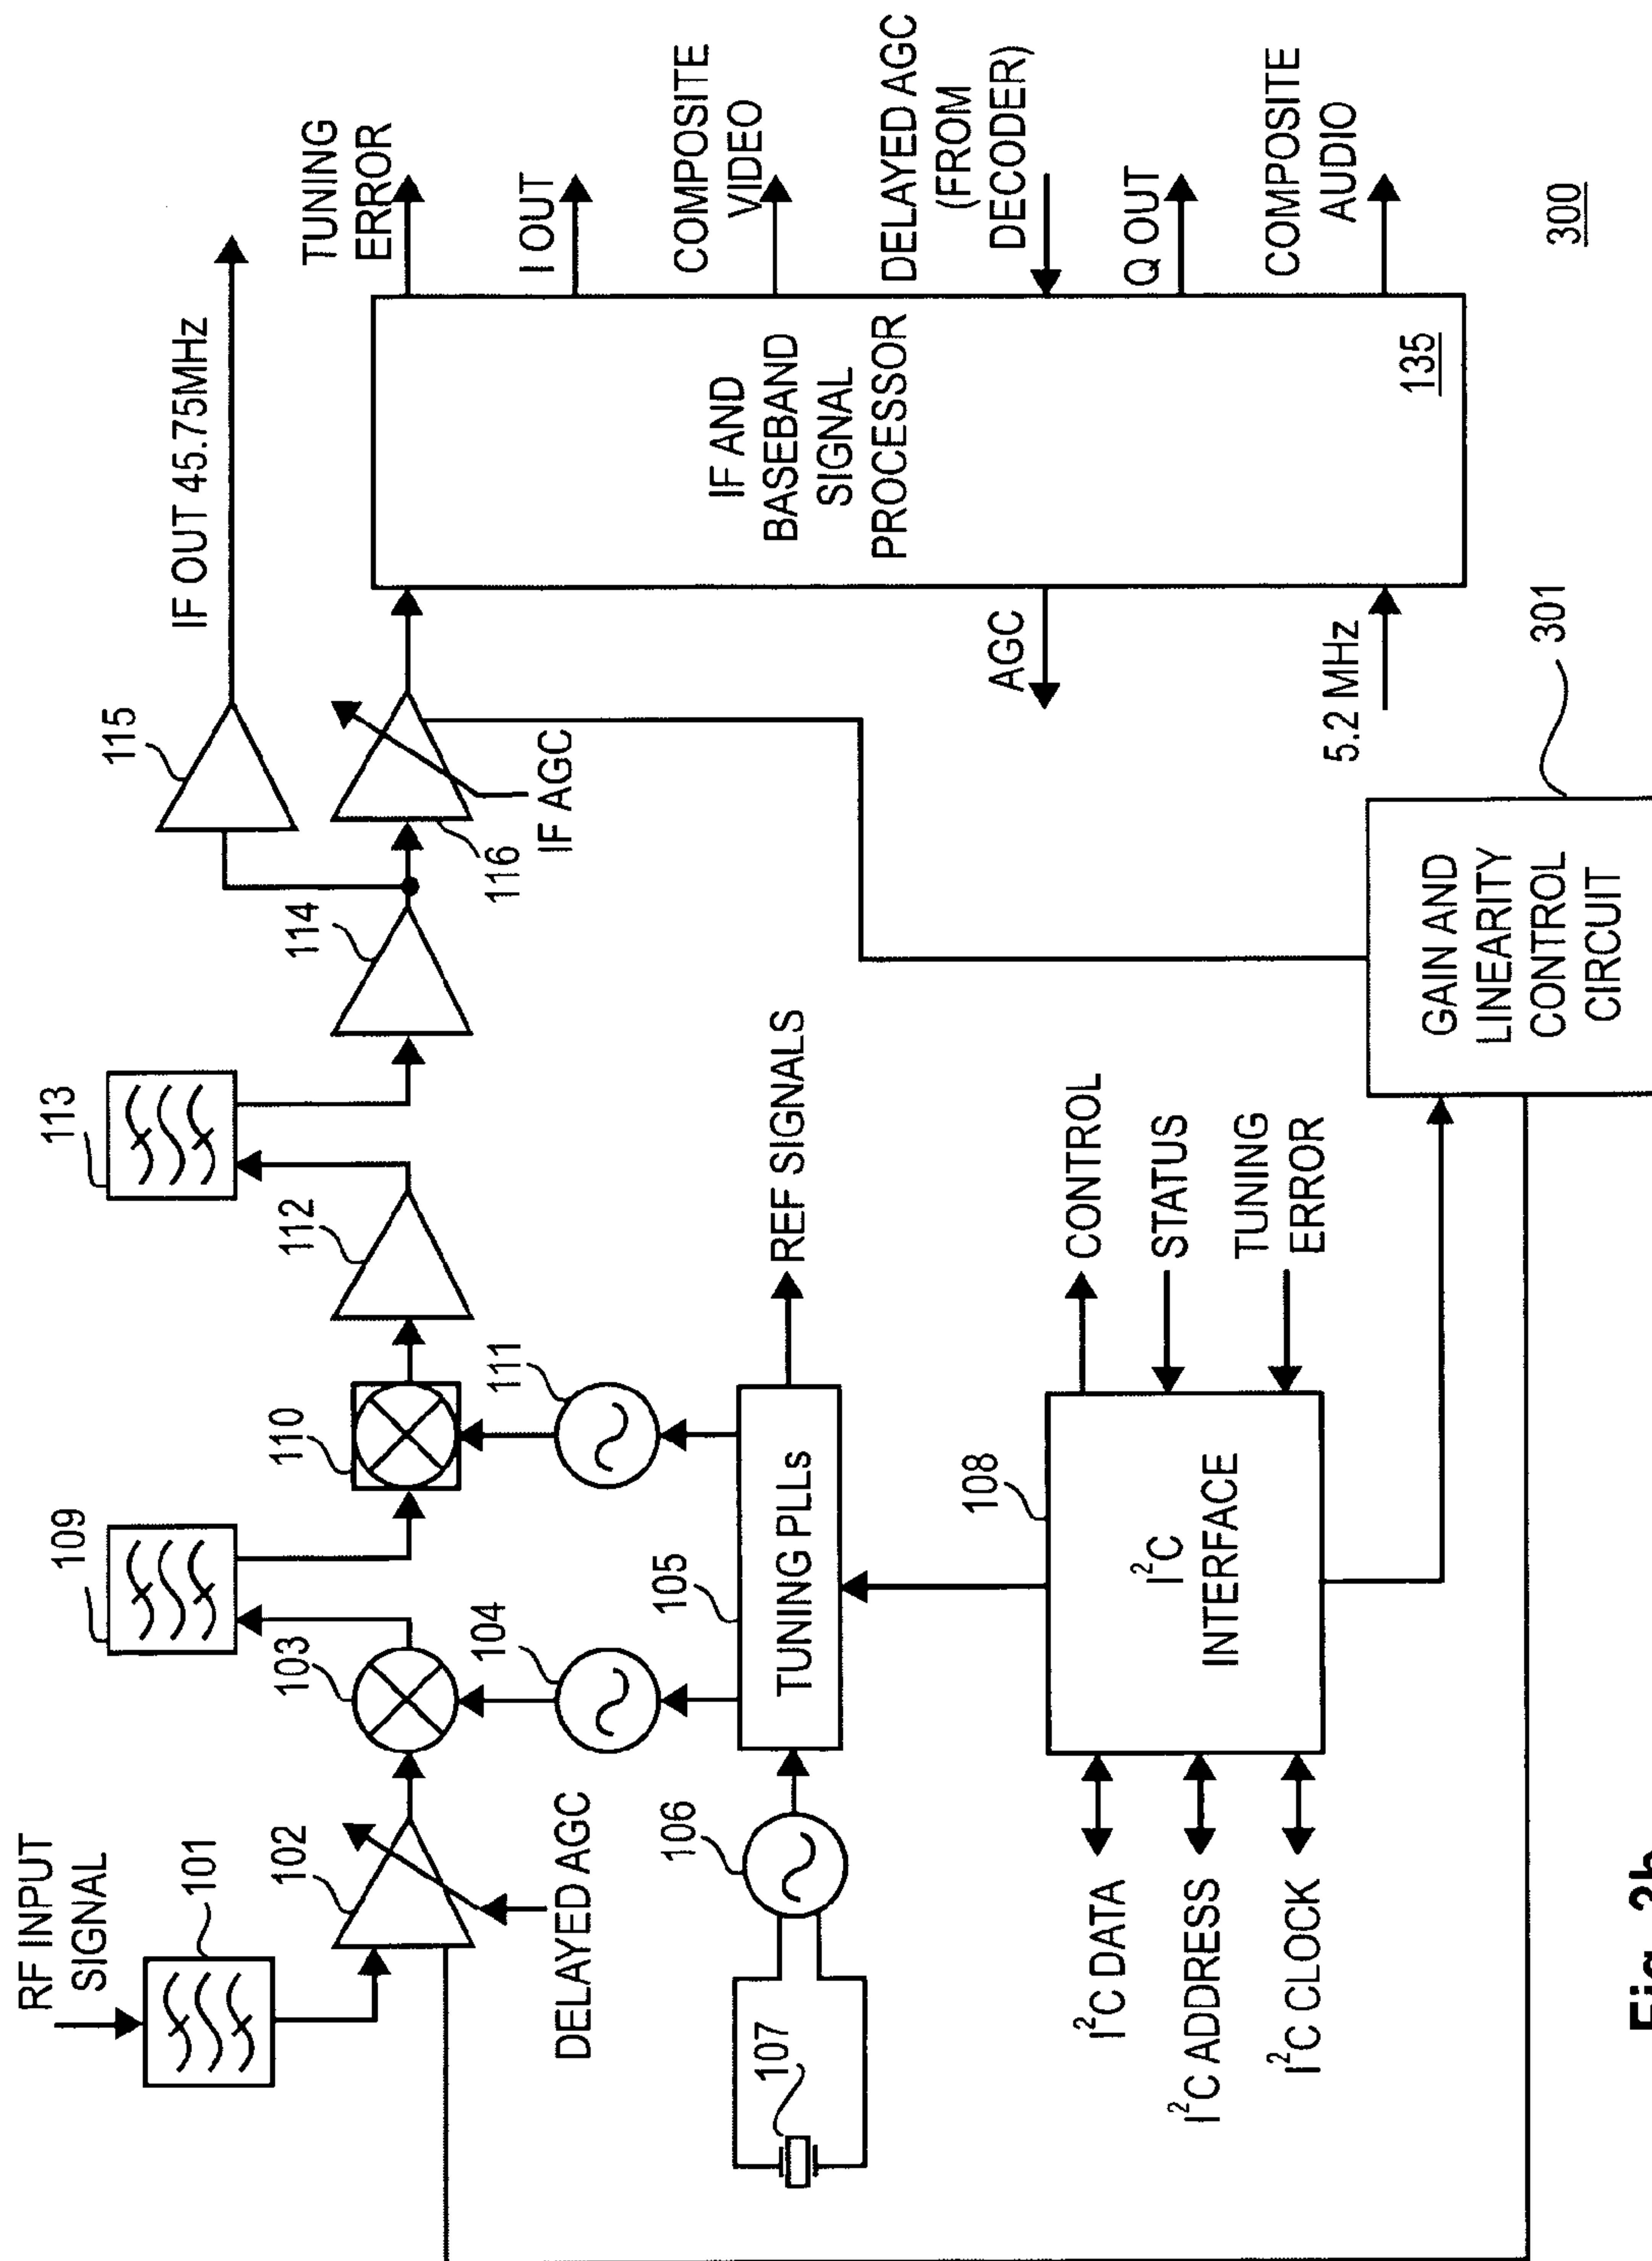 RF INPUT
SIGNAL
101
102
DELAYED AGC
103
104
109
110
111
112
113
114
115
IF OUT 45.75MHz
116
IF AGC
TUNING
ERROR
I OUT
COMPOSITE
VIDEO
DELAYED AGC
(FROM
DECODER)
Q OUT
COMPOSITE
AUDIO
IF AND
BASEBAND
SIGNAL
PROCESSOR
135
AGC
5.2 MHz
106
107
105
TUNING PLLs
REF SIGNALS
108
I²C
INTERFACE
I²C DATA
I²C ADDRESS
I²C CLOCK
CONTROL
STATUS
TUNING
ERROR
GAIN AND
LINEARITY
CONTROL
CIRCUIT
301
300